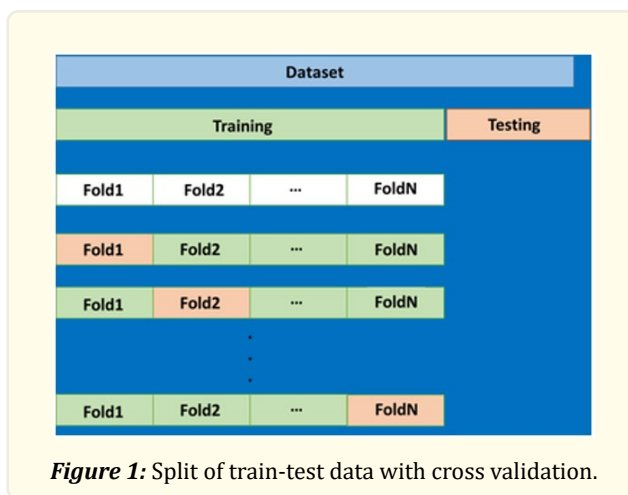 Dataset
Training Testing
Fold1 Fold2 ... FoldN
Fold1 Fold2 ... FoldN
Fold1 Fold2 ... FoldN
.
.
.
Fold1 Fold2 ... FoldN
Figure 1: Split of train-test data with cross validation.